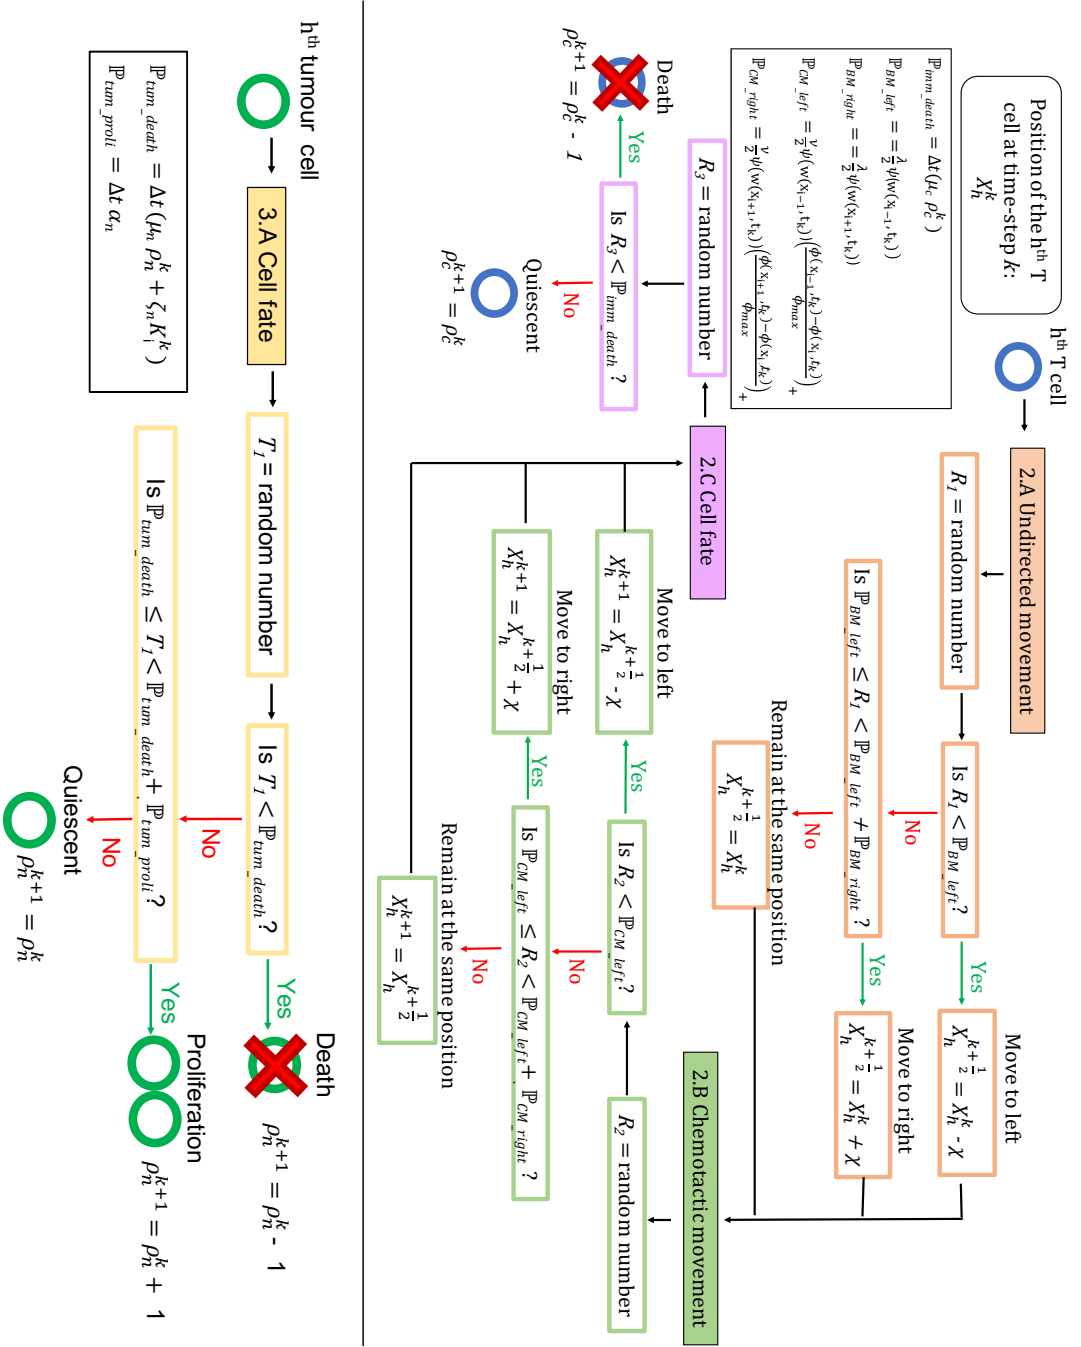 Position of the hᵗʰ T
cell at time-step k:
X_h^k
hᵗʰ T cell
2.A Undirected movement
R₁ = random number
Is R₁ < ℙ_BM_left?
Yes
Move to left
X_h^{k+1/2} = X_h^k - χ
No
Is ℙ_BM_left ≤ R₁ < ℙ_BM_left + ℙ_BM_right ?
Yes
Move to right
X_h^{k+1/2} = X_h^k + χ
No
Remain at the same position
X_h^{k+1/2} = X_h^k
ℙ_imm_death = Δt(μ_c ρ_c^k)
ℙ_BM_left = = λ/2 ψ(w(x_{i-1}, t_k))
ℙ_BM_right = = λ/2 ψ(w(x_{i+1}, t_k))
ℙ_CM_left = ν/2 ψ(w(x_{i-1}, t_k)) ((ϕ(x_{i-1}, t_k) - ϕ(x_i, t_k))/ϕ_max)₊
ℙ_CM_right = ν/2 ψ(w(x_{i+1}, t_k)) ((ϕ(x_{i+1}, t_k) - ϕ(x_i, t_k))/ϕ_max)₊
2.B Chemotactic movement
R₂ = random number
Is R₂ < ℙ_CM_left?
Yes
Move to left
X_h^{k+1} = X_h^{k+1/2} - χ
No
Is ℙ_CM_left ≤ R₂ < ℙ_CM_left + ℙ_CM_right ?
Yes
Move to right
X_h^{k+1} = X_h^{k+1/2} + χ
No
Remain at the same position
X_h^{k+1} = X_h^{k+1/2}
2.C Cell fate
R₃ = random number
Is R₃ < ℙ_imm_death ?
Yes
Death
ρ_c^{k+1} = ρ_c^k - 1
No
Quiescent
ρ_c^{k+1} = ρ_c^k
hᵗʰ tumour cell
3.A Cell fate
T₁ = random number
Is T₁ < ℙ_tum_death ?
Yes
Death
ρ_n^{k+1} = ρ_n^k - 1
No
Is ℙ_tum_death ≤ T₁ < ℙ_tum_death + ℙ_tum_proli ?
Yes
Proliferation
ρ_n^{k+1} = ρ_n^k + 1
No
Quiescent
ρ_n^{k+1} = ρ_n^k
ℙ_tum_death = Δt (μ_n ρ_n^k + ζ_n K_i^k )
ℙ_tum_proli = Δt α_n